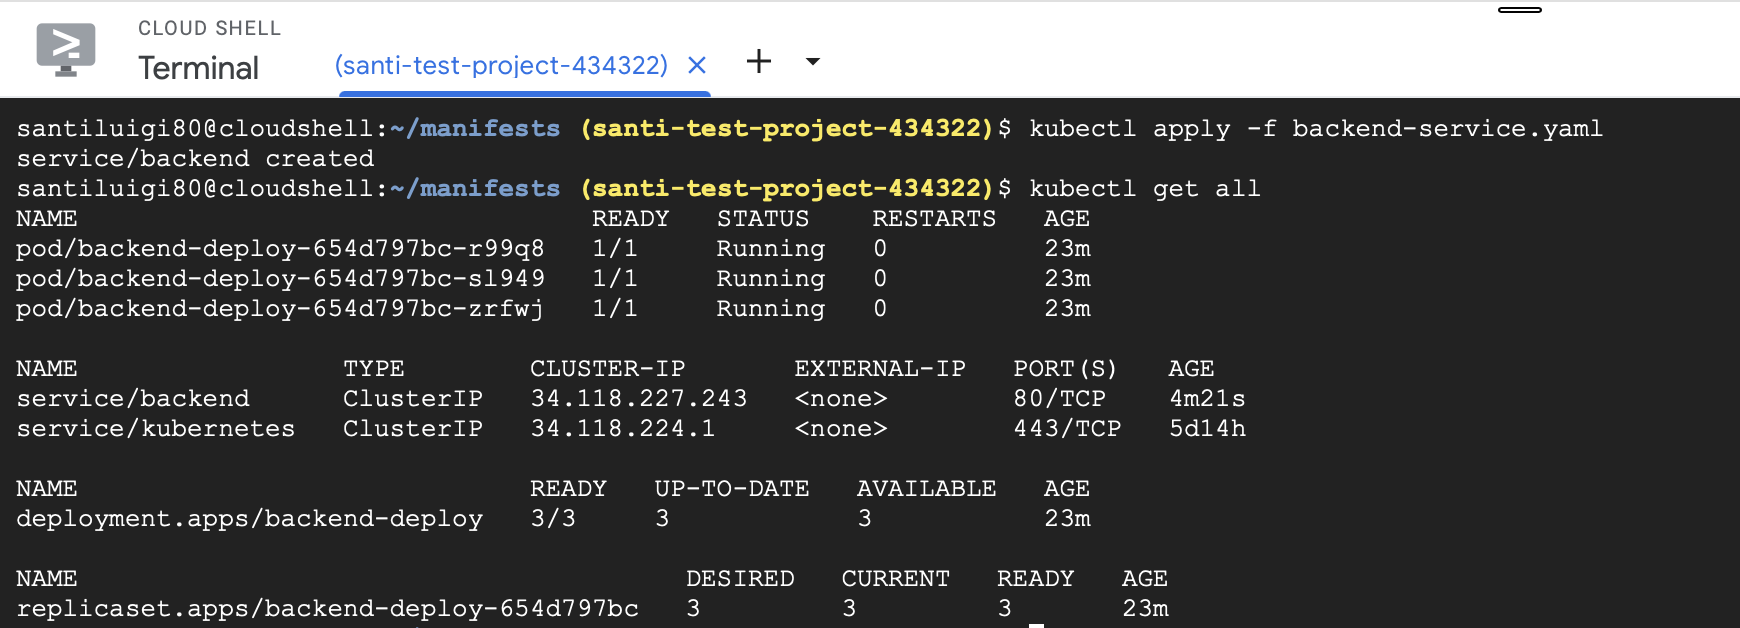 CLOUD SHELL
Terminal
(santi-test-project-434322)
santiluigi80@cloudshell:~/manifests (santi-test-project-434322)$ kubectl apply -f backend-service.yaml
service/backend created
santiluigi80@cloudshell:~/manifests (santi-test-project-434322)$ kubectl get all
NAME READY STATUS RESTARTS AGE
pod/backend-deploy-654d797bc-r99q8 1/1 Running 0 23m
pod/backend-deploy-654d797bc-sl949 1/1 Running 0 23m
pod/backend-deploy-654d797bc-zrfwj 1/1 Running 0 23m
NAME TYPE CLUSTER-IP EXTERNAL-IP PORT(S) AGE
service/backend ClusterIP 34.118.227.243 <none> 80/TCP 4m21s
service/kubernetes ClusterIP 34.118.224.1 <none> 443/TCP 5d14h
NAME READY UP-TO-DATE AVAILABLE AGE
deployment.apps/backend-deploy 3/3 3 3 23m
NAME DESIRED CURRENT READY AGE
replicaset.apps/backend-deploy-654d797bc 3 3 3 23m